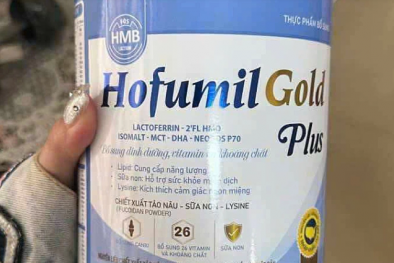 THỰC PHẨM BỔ SUNG
FOS
HMB
Hofumil Gold
Plus
LACTOFERRIN - 2'FL HMO
ISOMALT - MCT - DHA - NEOGOS P70
Bổ sung dinh dưỡng, vitamin và khoáng chất
Lipid: Cung cấp năng lượng
Sữa non: Hỗ trợ sức khỏe miễn dịch
Lysine: Kích thích cảm giác ngon miệng
CHIẾT XUẤT TẢO NÂU - SỮA NON - LYSINE
(FUCOIDAN POWDER)
26
CANXI
BỔ SUNG 26 VITAMIN
VÀ KHOÁNG CHẤT
SỮA NON